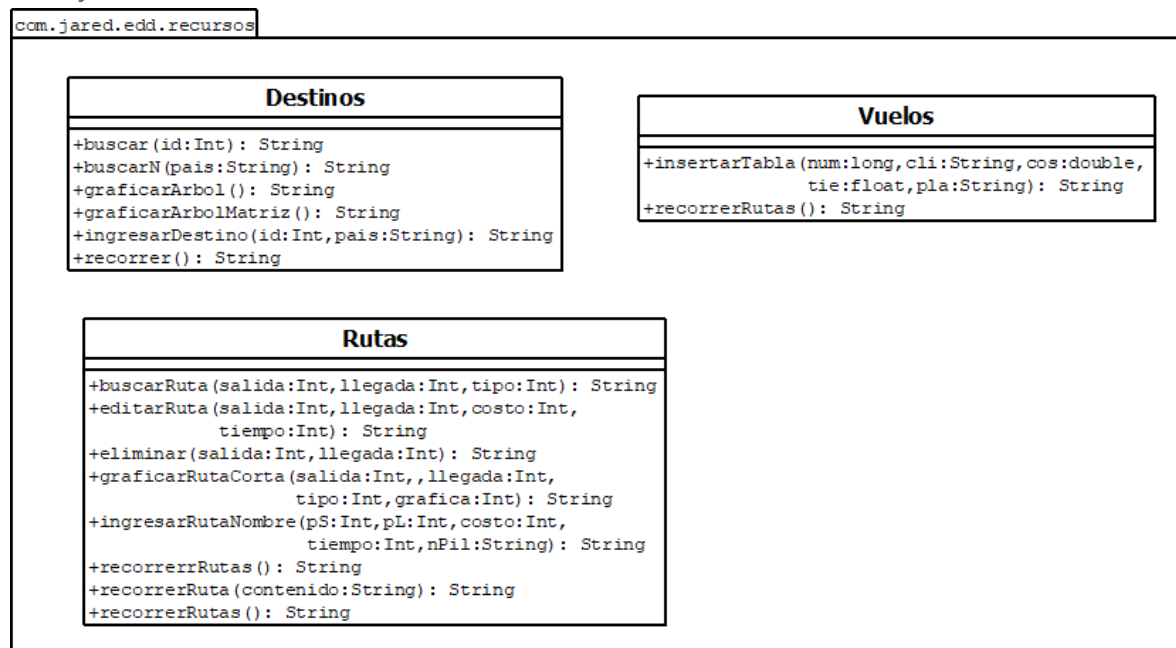 com.jared.edd.recursos
Destinos
+buscar(id:Int): String
+buscarN(pais:String): String
+graficarArbol(): String
+graficarArbolMatriz(): String
+ingresarDestino(id:Int,pais:String): String
+recorrer(): String
Vuelos
+insertarTabla(num:long,cli:String,cos:double,
tie:float,pla:String): String
+recorrerRutas(): String
Rutas
+buscarRuta(salida:Int,llegada:Int,tipo:Int): String
+editarRuta(salida:Int,llegada:Int,costo:Int,
tiempo:Int): String
+eliminar(salida:Int,llegada:Int): String
+graficarRutaCorta(salida:Int,,llegada:Int,
tipo:Int,grafica:Int): String
+ingresarRutaNombre(pS:Int,pL:Int,costo:Int,
tiempo:Int,nPil:String): String
+recorrerrRutas(): String
+recorrerRuta(contenido:String): String
+recorrerRutas(): String